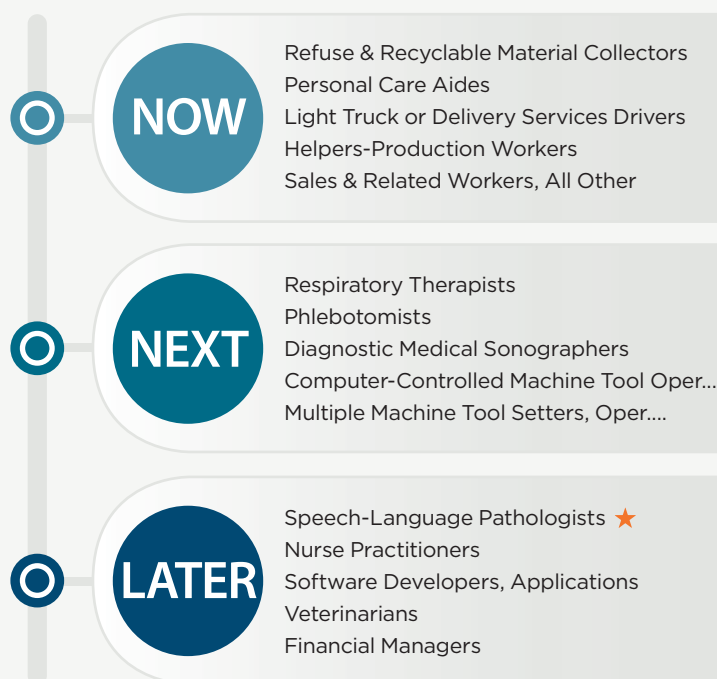 NOW
Refuse & Recyclable Material Collectors
Personal Care Aides
Light Truck or Delivery Services Drivers
Helpers-Production Workers
Sales & Related Workers, All Other
NEXT
Respiratory Therapists
Phlebotomists
Diagnostic Medical Sonographers
Computer-Controlled Machine Tool Oper...
Multiple Machine Tool Setters, Oper....
LATER
Speech-Language Pathologists ★
Nurse Practitioners
Software Developers, Applications
Veterinarians
Financial Managers